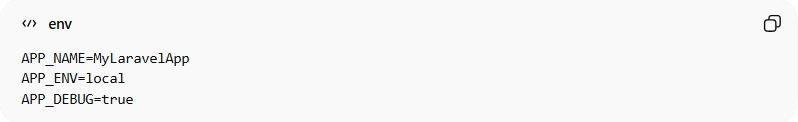 env
APP_NAME=MyLaravelApp
APP_ENV=local
APP_DEBUG=true